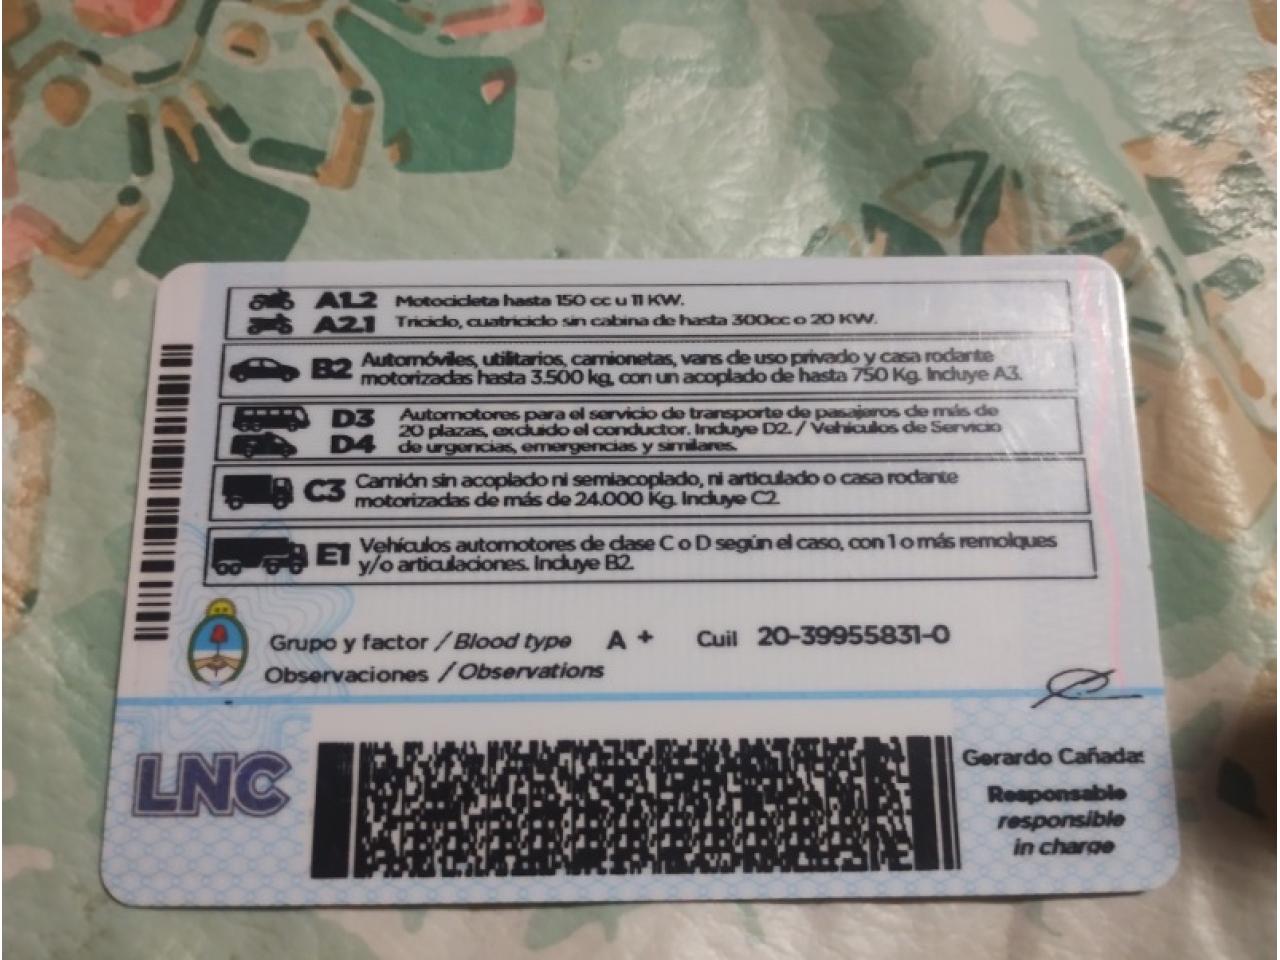 A1.2 Motocicleta hasta 150 cc u 11 KW.
A2.1 Triciclo, cuatriciclo sin cabina de hasta 300cc o 20 KW.
B2 Automóviles, utilitarios, camionetas, vans de uso privado y casa rodante
motorizadas hasta 3.500 kg, con un acoplado de hasta 750 Kg. Incluye A3.
D3 Automotores para el servicio de transporte de pasajeros de más de
20 plazas, excluido el conductor. Incluye D2. / Vehículos de Servicio
D4 de urgencias, emergencias y similares.
C3 Camión sin acoplado ni semiacoplado, ni articulado o casa rodante
motorizadas de más de 24.000 Kg. Incluye C2.
E1 Vehículos automotores de clase C o D según el caso, con 1 o más remolques
y/o articulaciones. Incluye B2.
Grupo y factor / Blood type A + Cuil 20-39955831-0
Observaciones / Observations
LNC
Gerardo Cañadas
Responsable
responsible
in charge